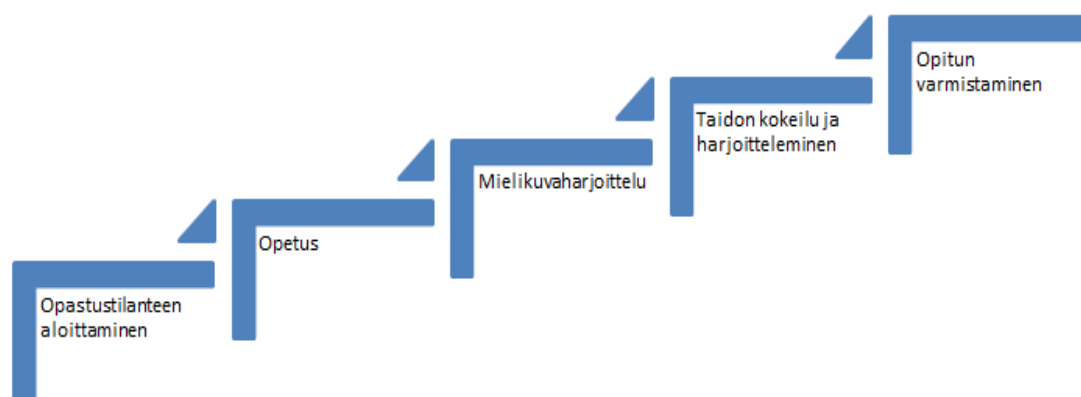 Opastustilanteen
aloittaminen
Opetus
Mielikuvaharjoittelu
Taidon kokeilu ja
harjoitteleminen
Opitun
varmistaminen